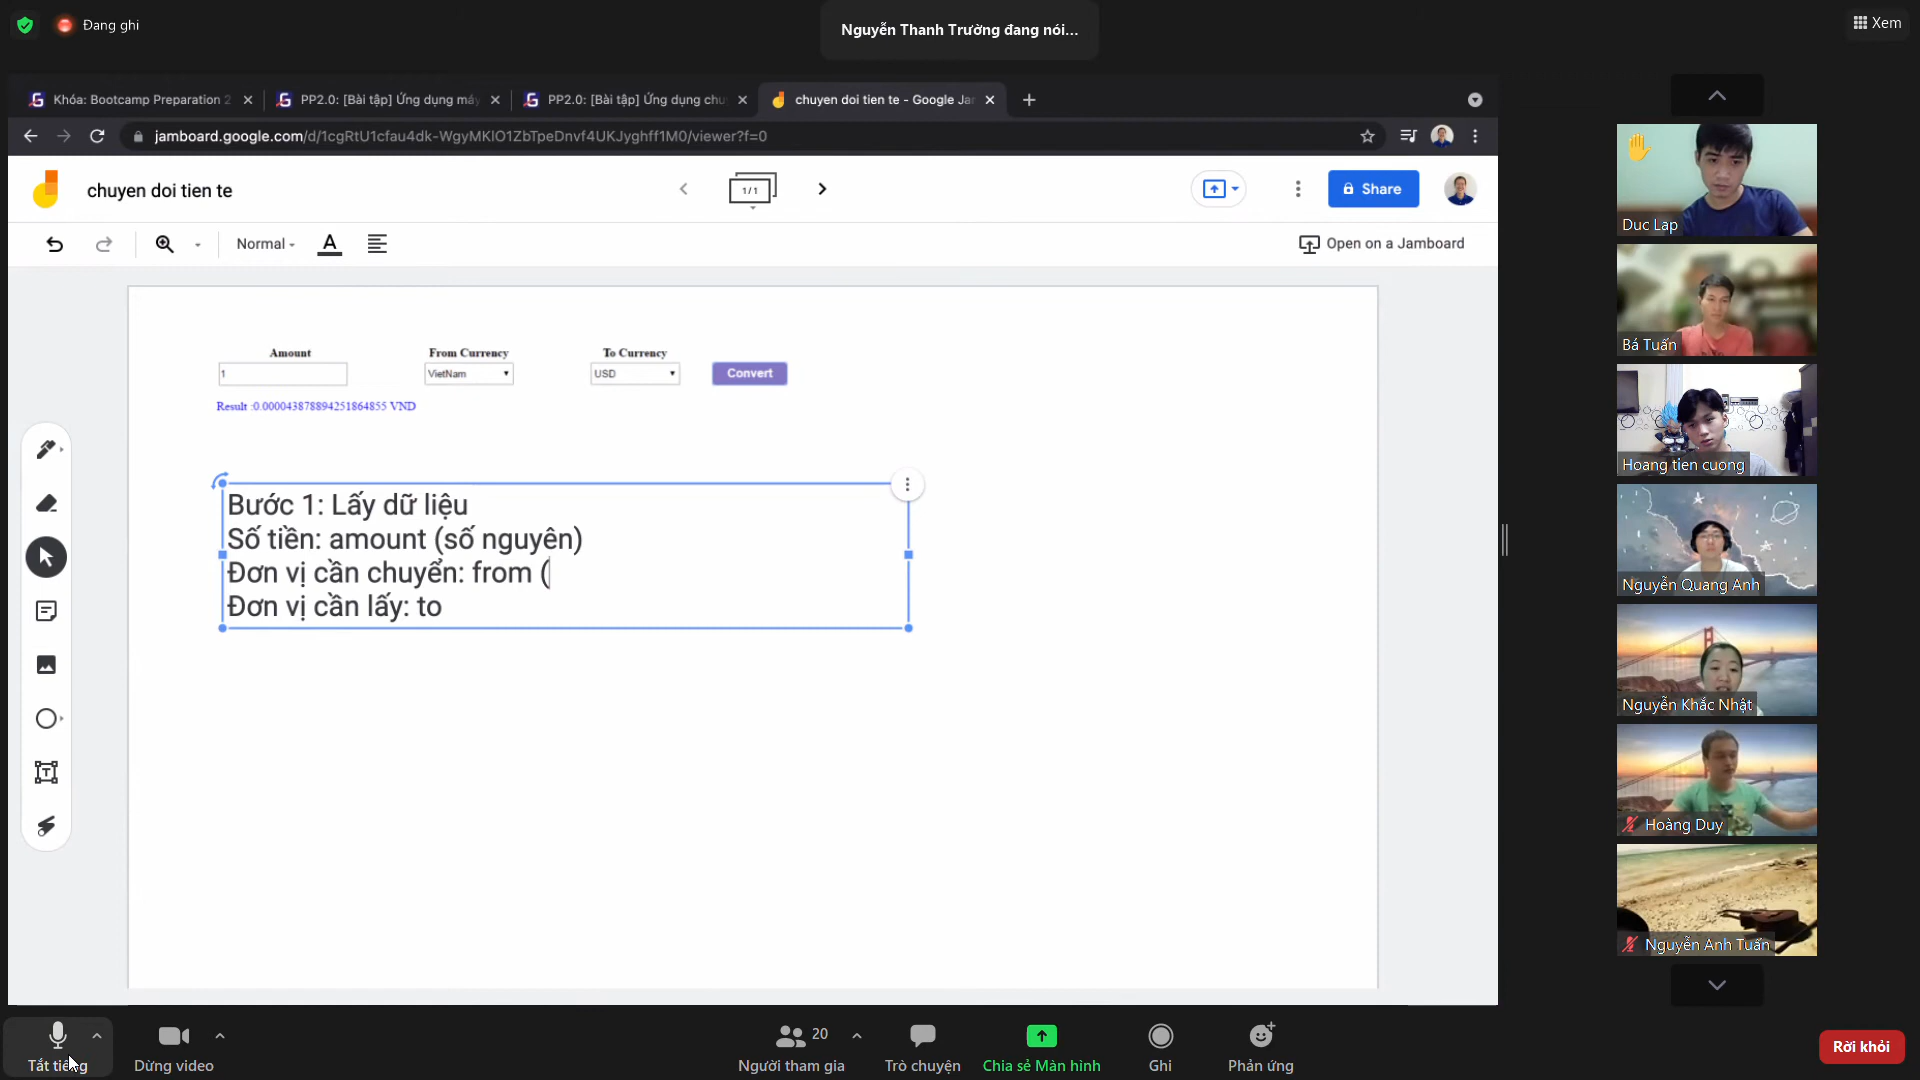 Đang ghi
Nguyễn Thanh Trường đang nói...
Xem
Khóa: Bootcamp Preparation 2
PP2.0: [Bài tập] Ứng dụng máy
PP2.0: [Bài tập] Ứng dụng chu
chuyen doi tien te - Google Jar
jamboard.google.com/d/1cgRtU1cfau4dk-WgyMKlO1ZbTpeDnvf4UKJyghff1M0/viewer?f=0
chuyen doi tien te
1/1
Share
Normal
A
Open on a Jamboard
Amount
From Currency
To Currency
1
VietNam
USD
Convert
Result :0.000043878894251864855 VND
Bước 1: Lấy dữ liệu
Số tiền: amount (số nguyên)
Đơn vị cần chuyển: from (
Đơn vị cần lấy: to
Duc Lap
Bá Tuấn
Hoang tien cuong
Nguyễn Quang Anh
Nguyễn Khắc Nhật
Hoàng Duy
Nguyễn Anh Tuấn
Tắt tiếng
Dừng video
20
Người tham gia
Trò chuyện
Chia sẻ Màn hình
Ghi
Phản ứng
Rời khỏi